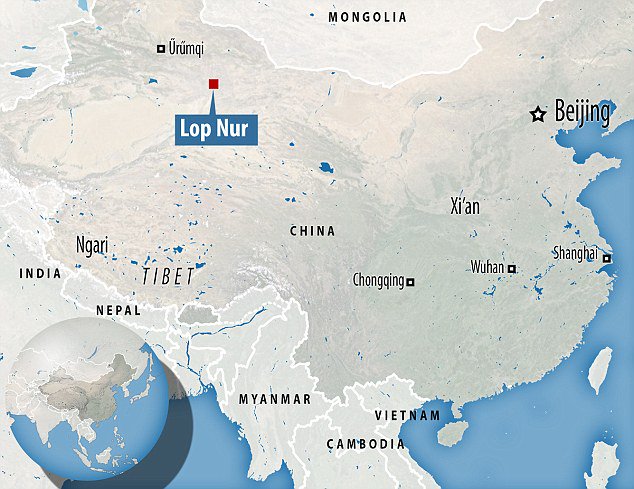 MONGOLIA
Ürümqi
Lop Nur
Beijing
Xi'an
CHINA
Ngari
Shanghai
Wuhan
INDIA
TIBET
Chongqing
NEPAL
MYANMAR
VIETNAM
CAMBODIA